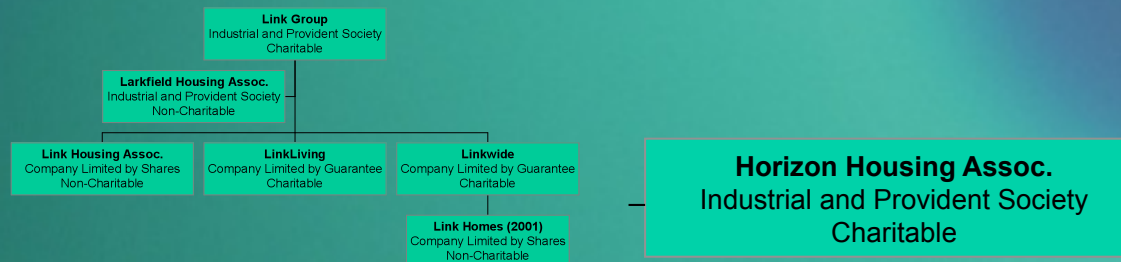 Link Group
Industrial and Provident Society
Charitable
Larkfield Housing Assoc.
Industrial and Provident Society
Non-Charitable
Link Housing Assoc.
Company Limited by Shares
Non-Charitable
LinkLiving
Company Limited by Guarantee
Charitable
Linkwide
Company Limited by Guarantee
Charitable
Horizon Housing Assoc.
Industrial and Provident Society
Charitable
Link Homes (2001)
Company Limited by Shares
Non-Charitable